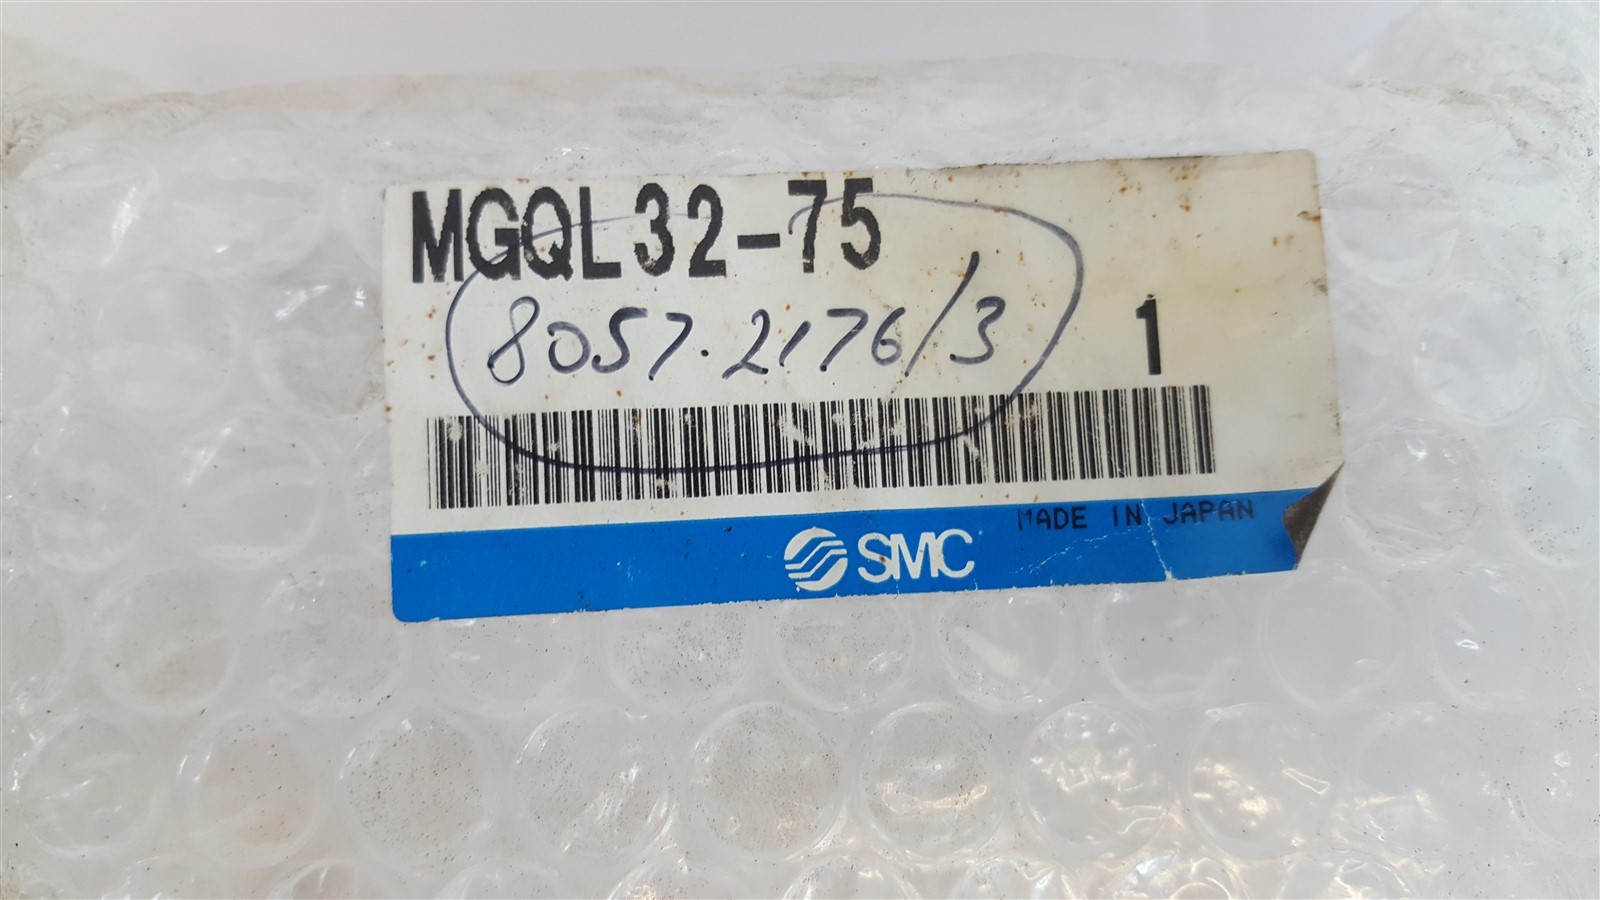 MGQL32-75
8057.2176/3
1
MADE IN JAPAN
SMC